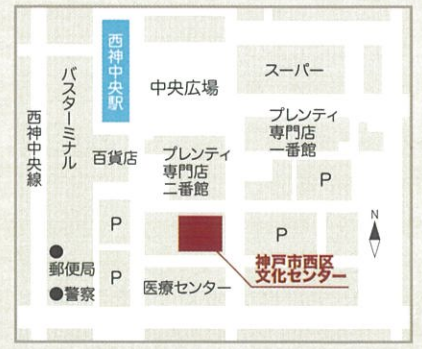 西神中央駅
スーパー
中央広場
バスターミナル
西神中央線
プレンティ
専門店
一番館
百貨店
プレンティ
専門店
二番館
P
P
P
N
神戸市西区
文化センター
郵便局
P
警察
医療センター